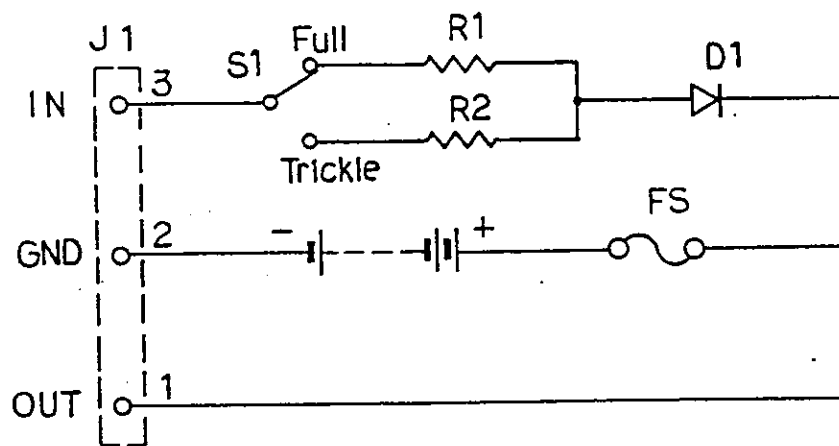 J1
S1
Full
R1
D1
IN
3
R2
Trickle
FS
GND
2
-
+
OUT
1